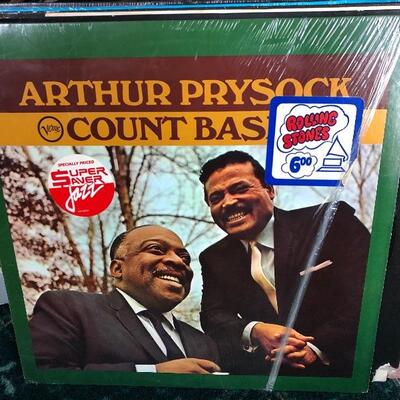 ARTHUR PRYSOCK
Verve COUNT BAS
ROLLING
STONES
6.00
SPECIALLY PRICED
SUPER
SAVER
Jazz